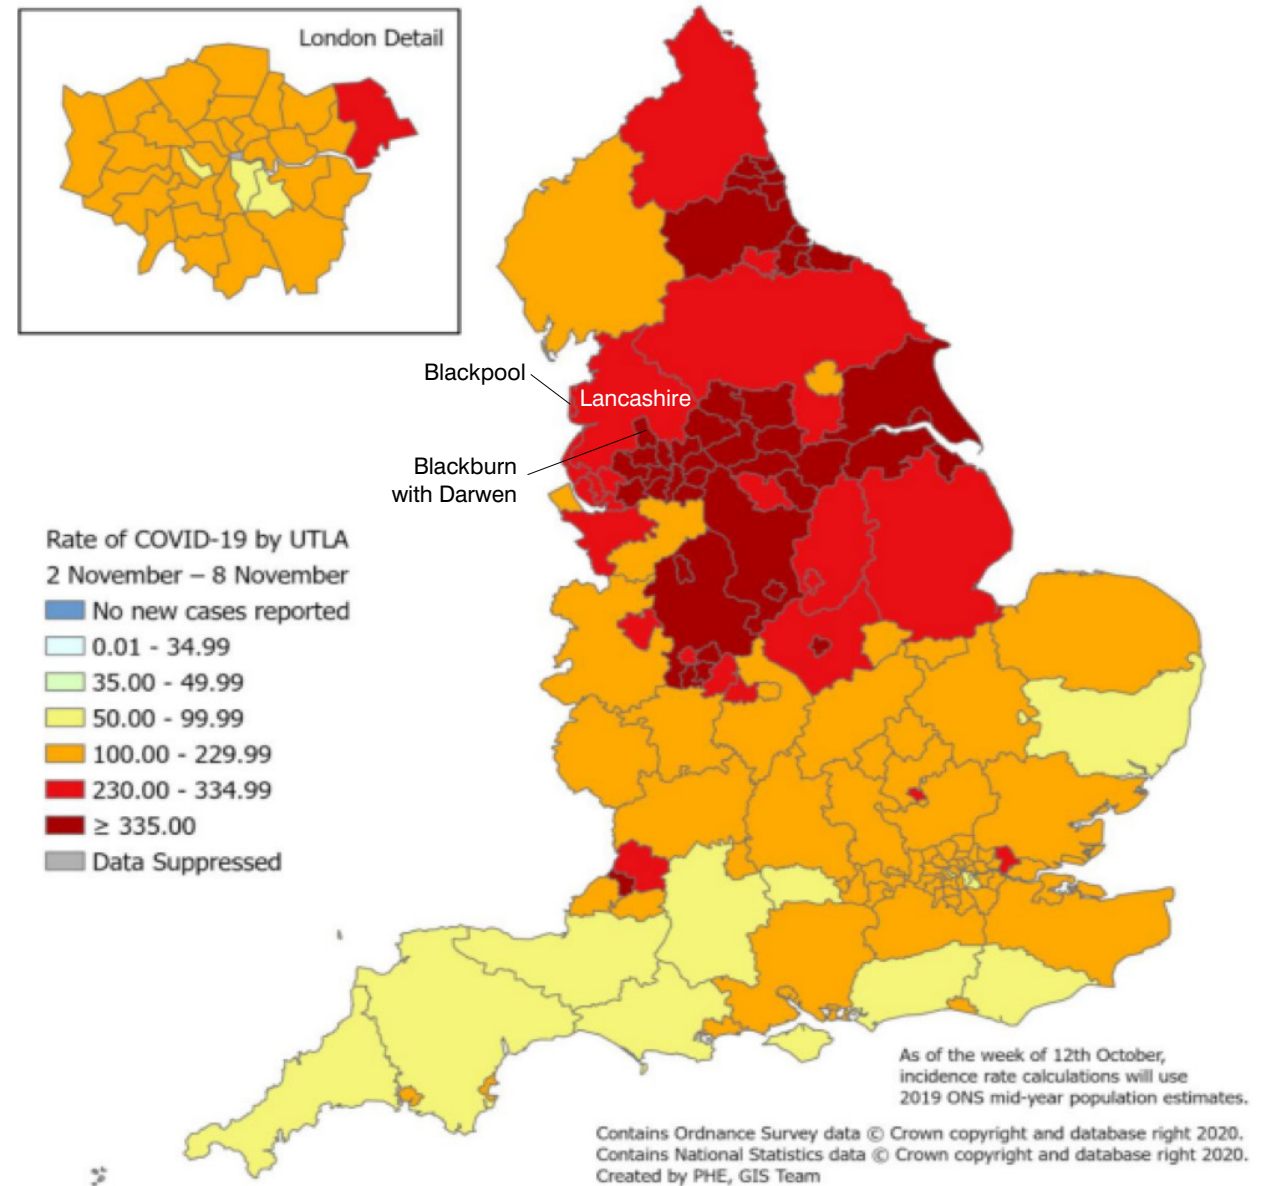 London Detail
Blackpool
Lancashire
Blackburn
with Darwen
Rate of COVID-19 by UTLA
2 November – 8 November
No new cases reported
0.01 - 34.99
35.00 - 49.99
50.00 - 99.99
100.00 - 229.99
230.00 - 334.99
≥ 335.00
Data Suppressed
As of the week of 12th October,
incidence rate calculations will use
2019 ONS mid-year population estimates.
Contains Ordnance Survey data © Crown copyright and database right 2020.
Contains National Statistics data © Crown copyright and database right 2020.
Created by PHE, GIS Team